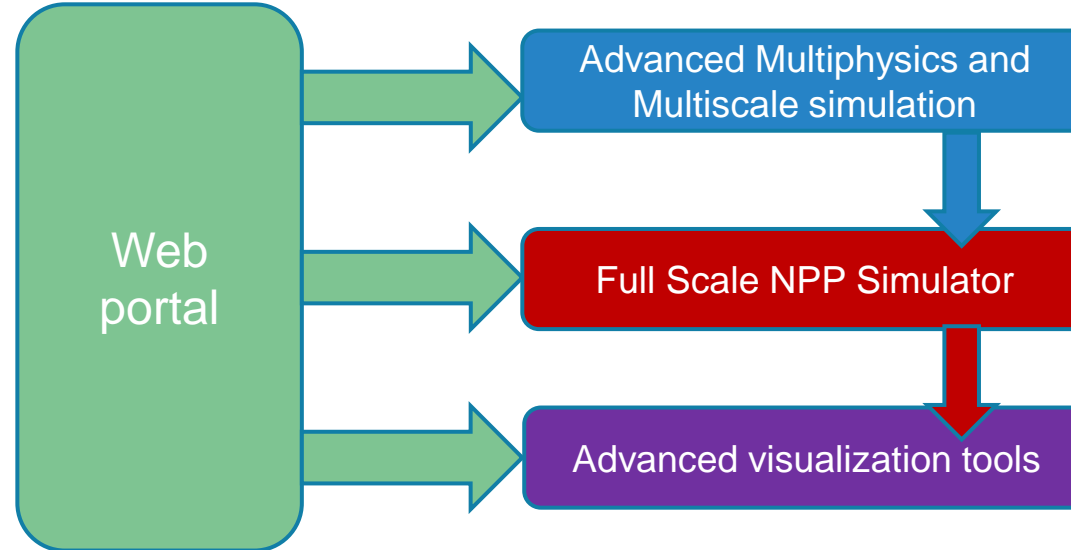 Web
portal
Advanced Multiphysics and
Multiscale simulation
Full Scale NPP Simulator
Advanced visualization tools